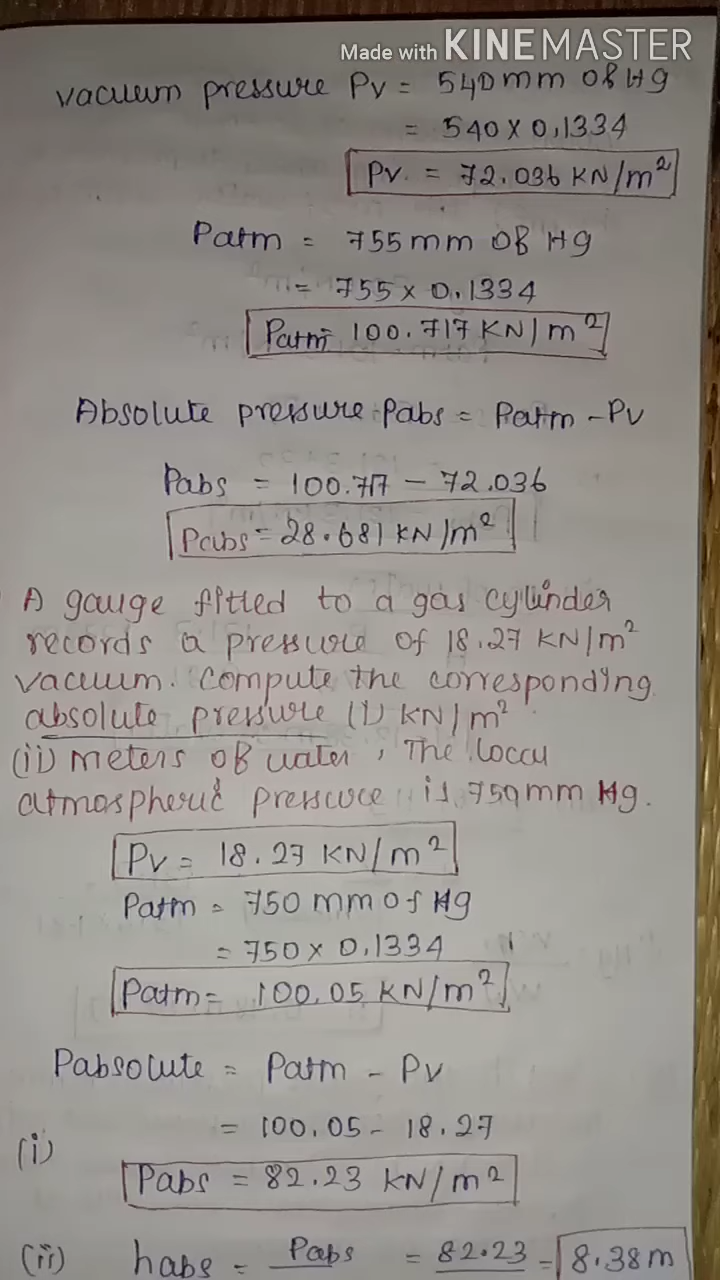 Made with KINEMASTER
vacuum pressure Pv = 540 mm of Hg
= 540 x 0.1334
Pv. = 72.036 KN/m²
Patm = 755 mm of Hg
= 755 x 0.1334
Patm= 100.717 KN/m²
Absolute pressure Pabs = Patm - Pv
Pabs = 100.717 - 72.036
Pabs = 28.681 KN/m²
A gauge fitted to a gas cylinder
records a pressure of 18.27 KN/m²
vacuum. Compute the corresponding
absolute pressure (i) KN/m²
(ii) meters of water, The local
atmospheric pressure is 750mm Hg.
Pv = 18.27 KN/m²
Patm = 750 mm of Hg
= 750 x 0.1334
Patm= 100.05 KN/m²
Pabsolute = Patm - Pv
= 100.05 - 18.27
(i)
Pabs = 82.23 KN/m²
(ii) habs = Pabs = 82.23 = 8.38m